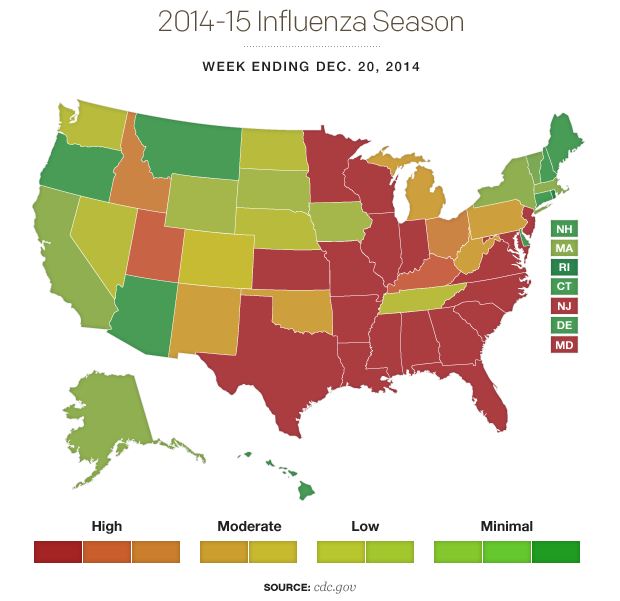 2014-15 Influenza Season
WEEK ENDING DEC. 20, 2014
NH
MA
RI
CT
NJ
DE
MD
High Moderate Low Minimal
SOURCE: cdc.gov